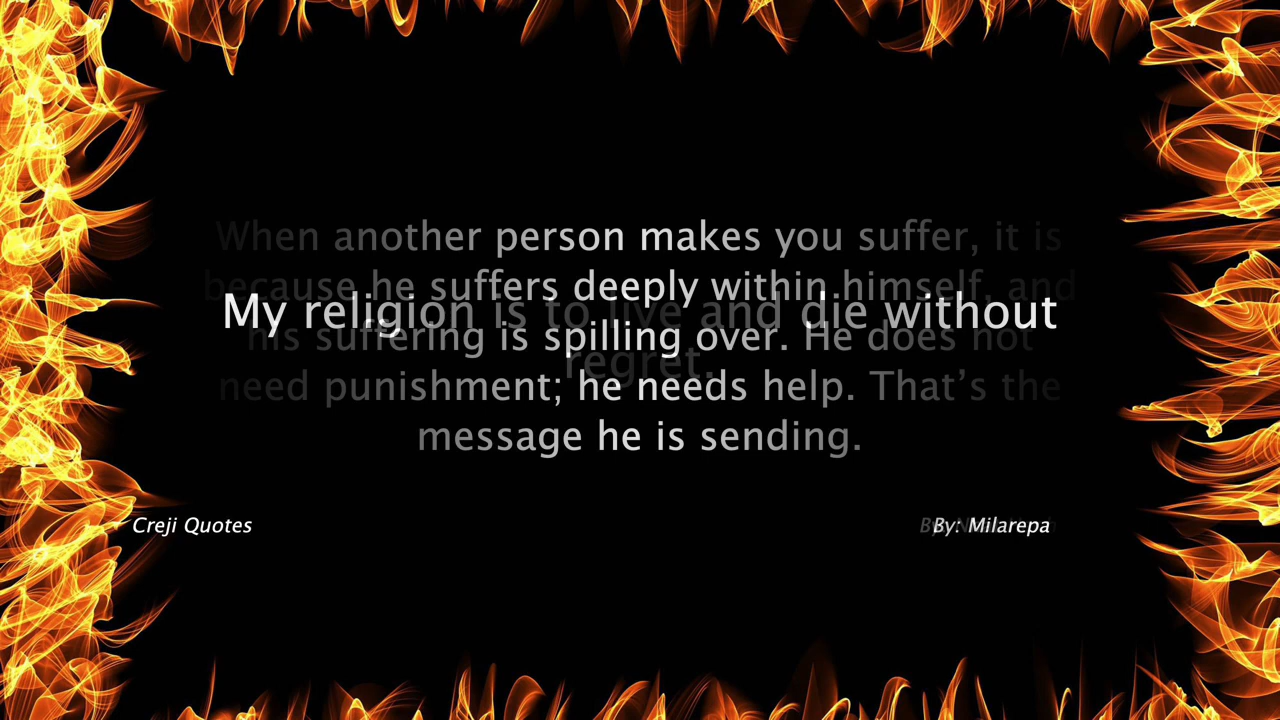 When another person makes you suffer, it is
because he suffers deeply within himself, and
My religion is to live and die without
his suffering is spilling over. He does not
regret.
need punishment; he needs help. That’s the
message he is sending.
Creji Quotes
By: Milarepa